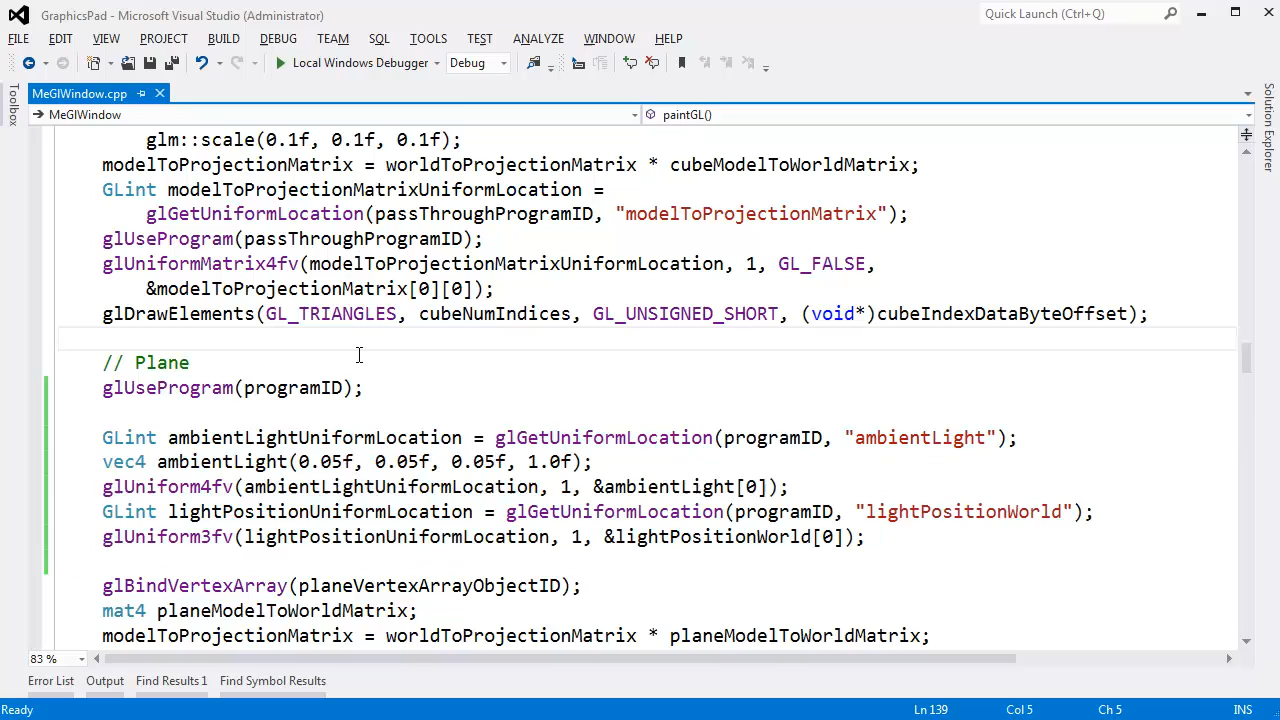 GraphicsPad - Microsoft Visual Studio (Administrator)
Quick Launch (Ctrl+Q)
FILE EDIT VIEW PROJECT BUILD DEBUG TEAM SQL TOOLS TEST ANALYZE WINDOW HELP
Local Windows Debugger Debug
Toolbox
MeGlWindow.cpp
Solution Explorer
MeGlWindow paintGL()
glm::scale(0.1f, 0.1f, 0.1f);
modelToProjectionMatrix = worldToProjectionMatrix * cubeModelToWorldMatrix;
GLint modelToProjectionMatrixUniformLocation =
glGetUniformLocation(passThroughProgramID, "modelToProjectionMatrix");
glUseProgram(passThroughProgramID);
glUniformMatrix4fv(modelToProjectionMatrixUniformLocation, 1, GL_FALSE,
&modelToProjectionMatrix[0][0]);
glDrawElements(GL_TRIANGLES, cubeNumIndices, GL_UNSIGNED_SHORT, (void*)cubeIndexDataByteOffset);
// Plane
glUseProgram(programID);
GLint ambientLightUniformLocation = glGetUniformLocation(programID, "ambientLight");
vec4 ambientLight(0.05f, 0.05f, 0.05f, 1.0f);
glUniform4fv(ambientLightUniformLocation, 1, &ambientLight[0]);
GLint lightPositionUniformLocation = glGetUniformLocation(programID, "lightPositionWorld");
glUniform3fv(lightPositionUniformLocation, 1, &lightPositionWorld[0]);
glBindVertexArray(planeVertexArrayObjectID);
mat4 planeModelToWorldMatrix;
modelToProjectionMatrix = worldToProjectionMatrix * planeModelToWorldMatrix;
83 %
Error List Output Find Results 1 Find Symbol Results
Ready Ln 139 Col 5 Ch 5 INS